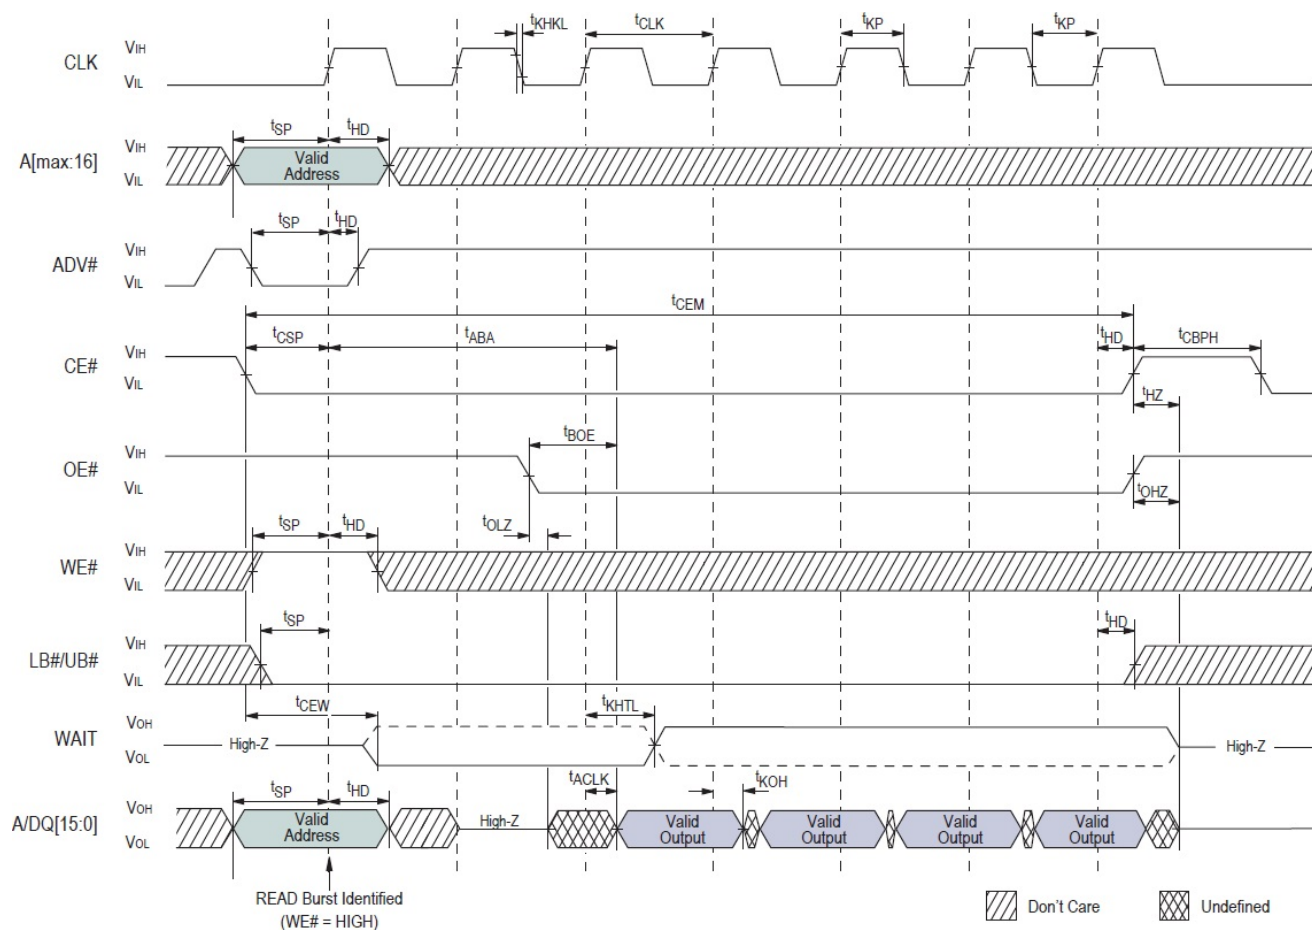 tKHKL tCLK tKP tKP
CLK VIH
VIL
tSP tHD
A[max:16] VIH
VIL
Valid
Address
tSP tHD
ADV# VIH
VIL
tCEM
tCSP tABA tHD tCBPH
CE# VIH
VIL
tHZ
tBOE
OE# VIH
VIL
tOHZ
tSP tHD tOLZ
WE# VIH
VIL
tSP tHD
LB#/UB# VIH
VIL
tCEW tKHTL
WAIT VOH
VOL
High-Z High-Z
tSP tHD tACLK tKOH
A/DQ[15:0] VOH
VOL
Valid
Address
High-Z
Valid
Output
Valid
Output
Valid
Output
Valid
Output
READ Burst Identified
(WE# = HIGH)
Don't Care Undefined